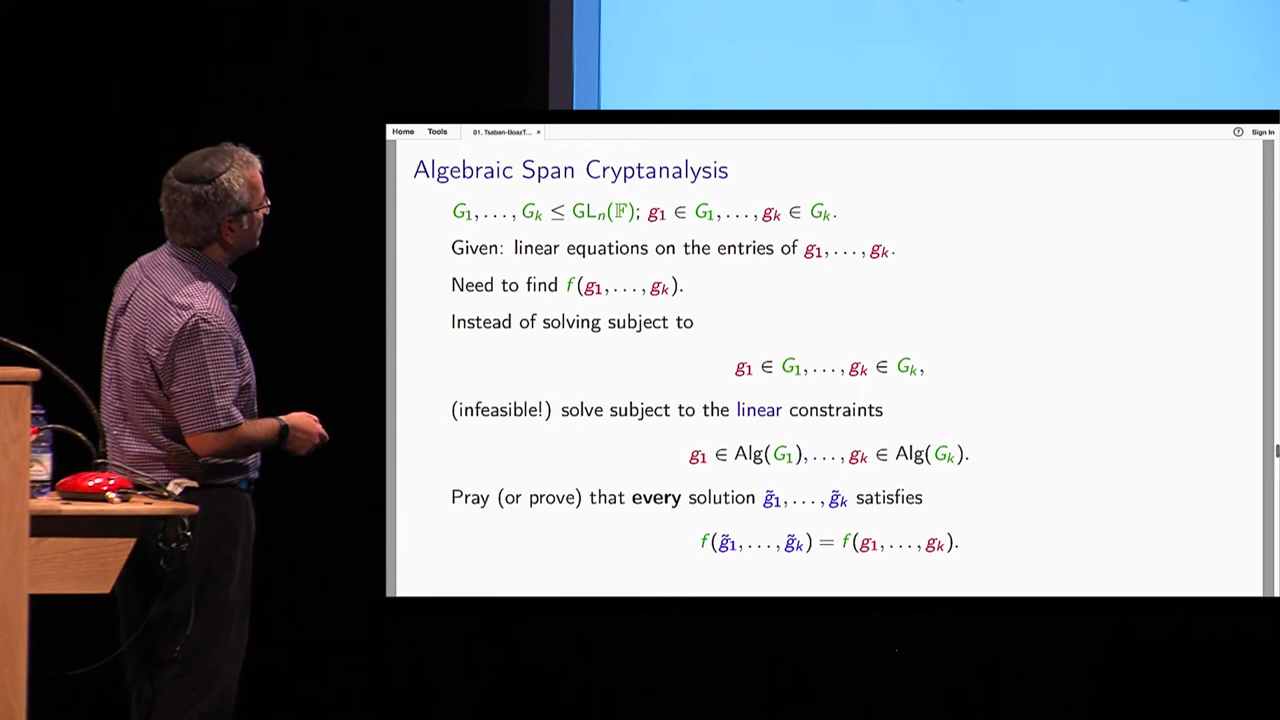 Home Tools 01. Tsaban-BoazT... × ? Sign In
Algebraic Span Cryptanalysis
G₁, . . . , Gₖ ≤ GLₙ(𝔽); g₁ ∈ G₁, . . . , gₖ ∈ Gₖ.
Given: linear equations on the entries of g₁, . . . , gₖ.
Need to find f(g₁, . . . , gₖ).
Instead of solving subject to
g₁ ∈ G₁, . . . , gₖ ∈ Gₖ,
(infeasible!) solve subject to the linear constraints
g₁ ∈ Alg(G₁), . . . , gₖ ∈ Alg(Gₖ).
Pray (or prove) that every solution g̃₁, . . . , g̃ₖ satisfies
f(g̃₁, . . . , g̃ₖ) = f(g₁, . . . , gₖ).